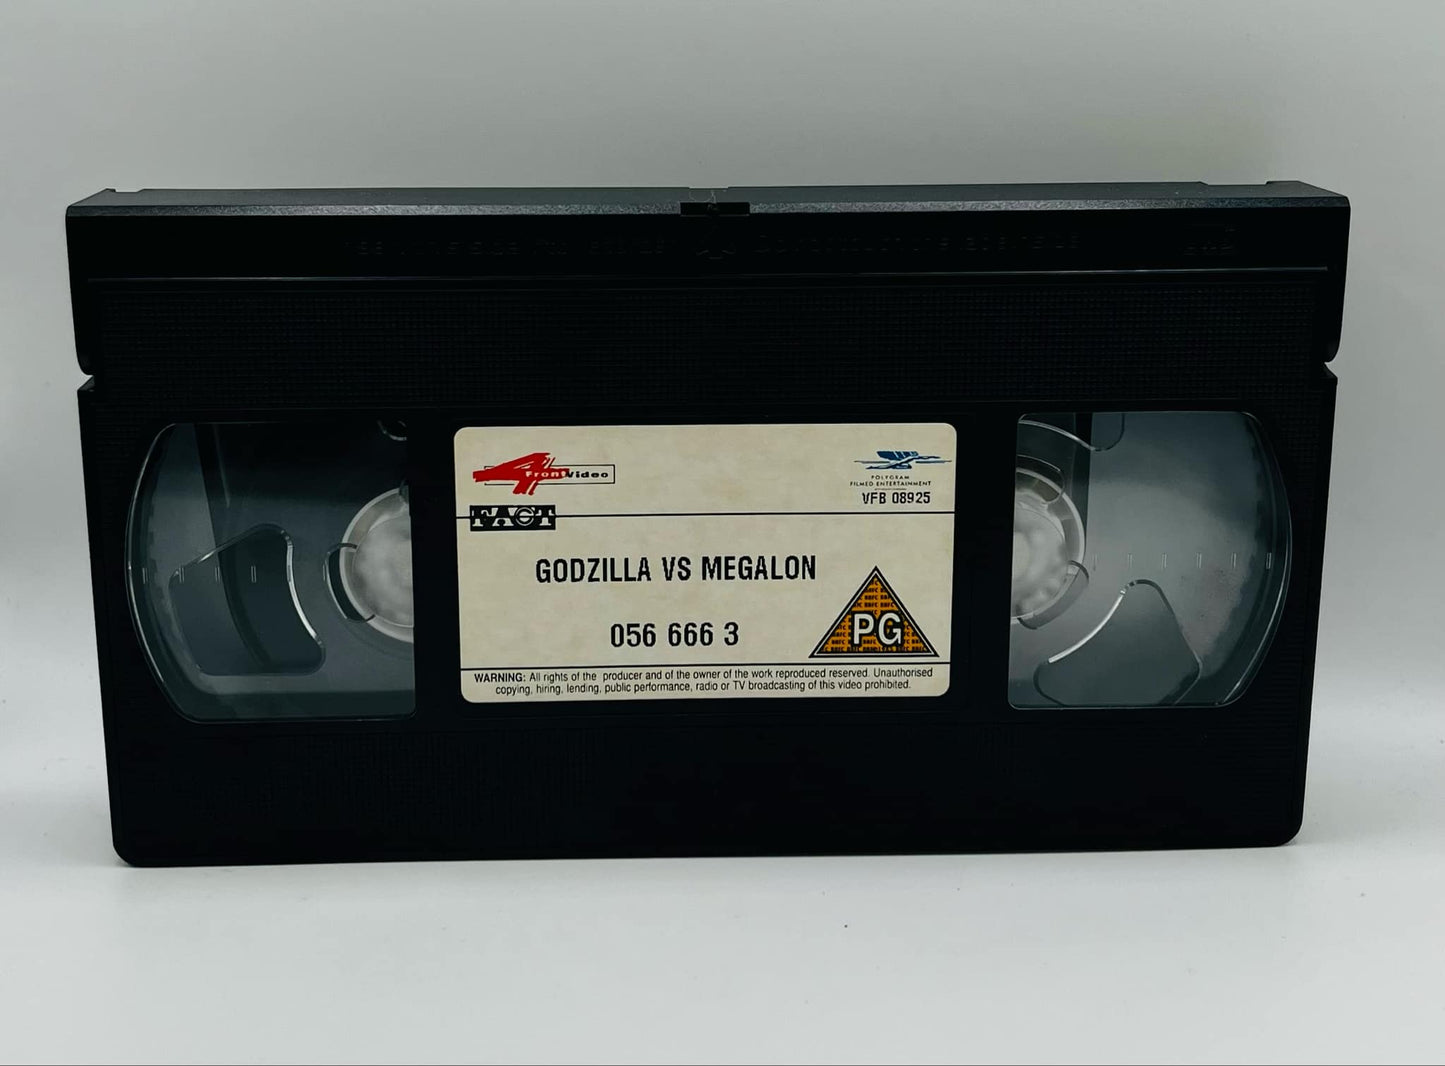 4 Front Video
POLYGRAM
FILMED ENTERTAINMENT
VFB 08925
FACT
GODZILLA VS MEGALON
056 666 3
PG
WARNING: All rights of the producer and of the owner of the work reproduced reserved. Unauthorised
copying, hiring, lending, public performance, radio or TV broadcasting of this video prohibited.